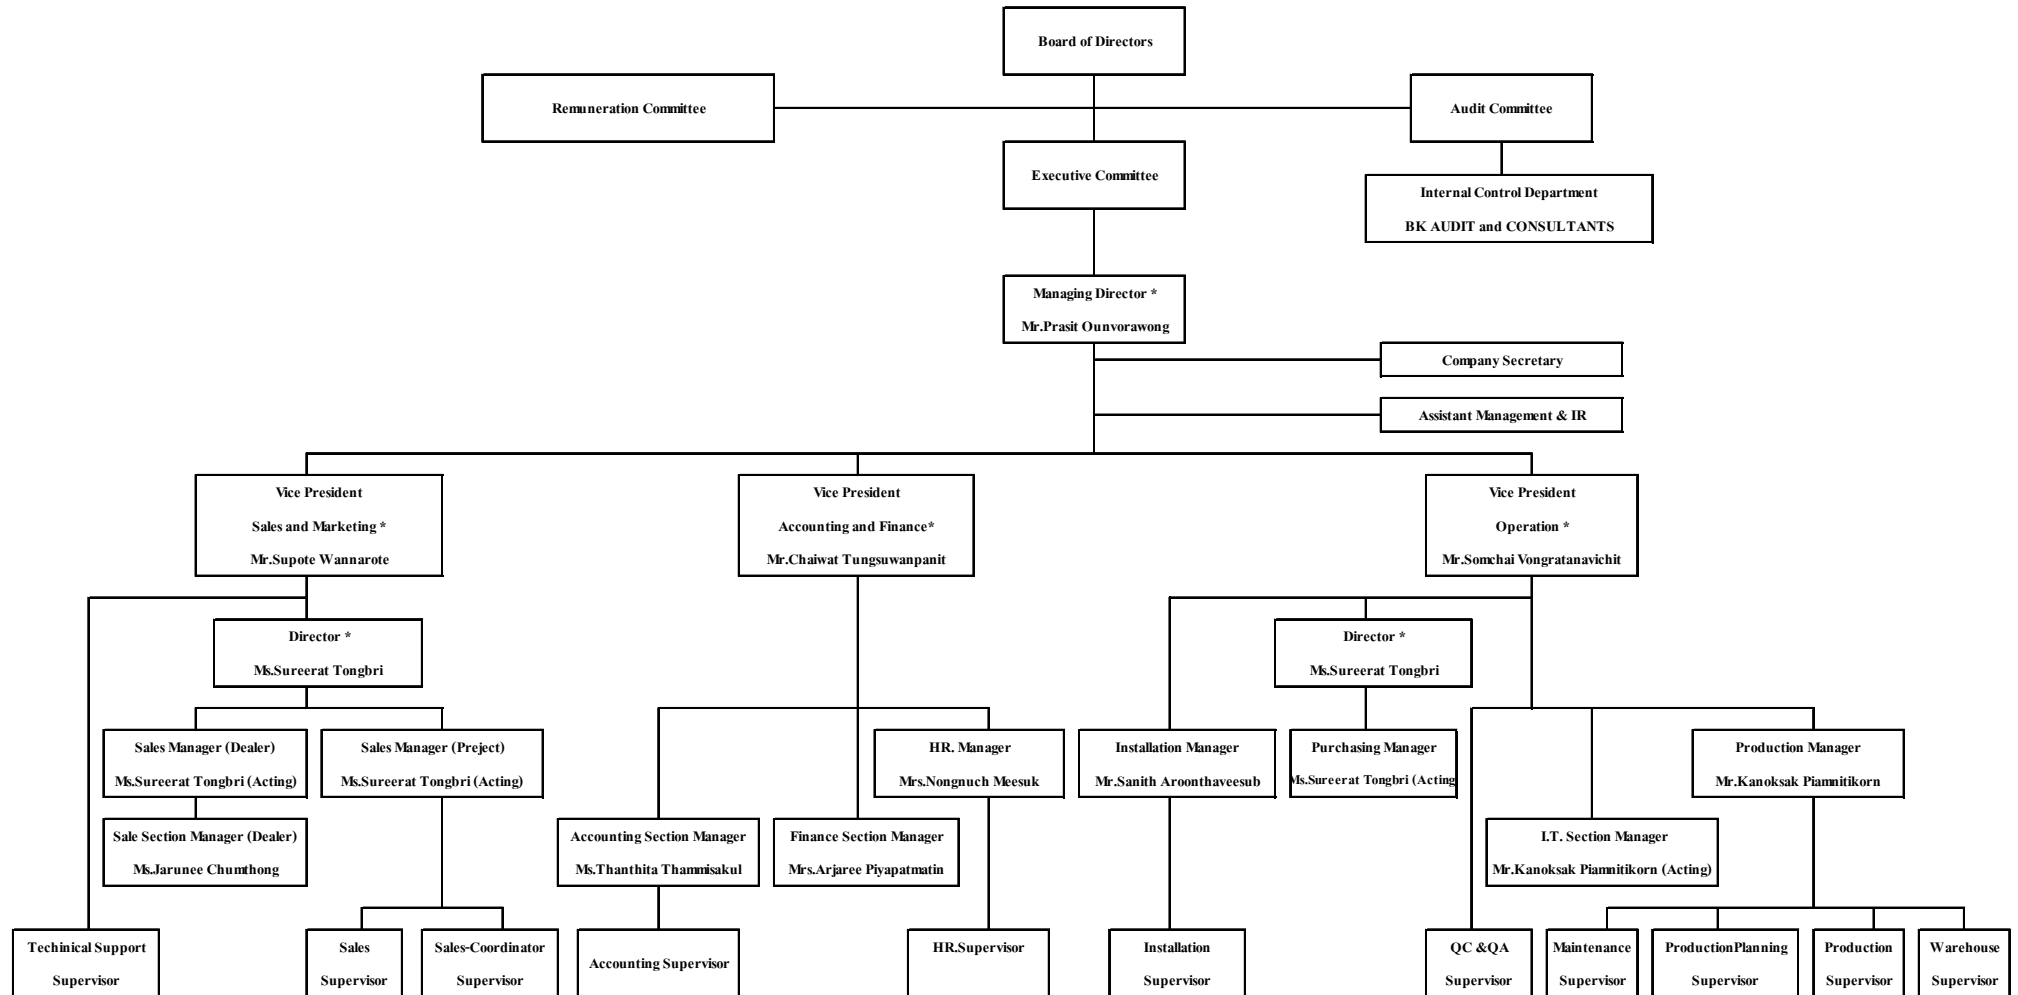 Board of Directors
Remuneration Committee
Audit Committee
Executive Committee
Internal Control Department
BK AUDIT and CONSULTANTS
Managing Director *
Mr.Prasit Ounvorawong
Company Secretary
Assistant Management & IR
Vice President
Sales and Marketing *
Mr.Supote Wannarote
Vice President
Accounting and Finance*
Mr.Chaiwat Tungsuwanpanit
Vice President
Operation *
Mr.Somchai Vongratanavichit
Director *
Ms.Sureerat Tongbri
Director *
Ms.Sureerat Tongbri
Sales Manager (Dealer)
Ms.Sureerat Tongbri (Acting)
Sales Manager (Preject)
Ms.Sureerat Tongbri (Acting)
HR. Manager
Mrs.Nongnuch Meesuk
Installation Manager
Mr.Sanith Aroonthaveesub
Purchasing Manager
Ms.Sureerat Tongbri (Acting
Production Manager
Mr.Kanoksak Piamnitikorn
Sale Section Manager (Dealer)
Ms.Jarunee Chumthong
Accounting Section Manager
Ms.Thanthita Thammisakul
Finance Section Manager
Mrs.Arjaree Piyapatmatin
I.T. Section Manager
Mr.Kanoksak Piamnitikorn (Acting)
Techinical Support
Supervisor
Sales
Supervisor
Sales-Coordinator
Supervisor
Accounting Supervisor
HR.Supervisor
Installation
Supervisor
QC &QA
Supervisor
Maintenance
Supervisor
ProductionPlanning
Supervisor
Production
Supervisor
Warehouse
Supervisor